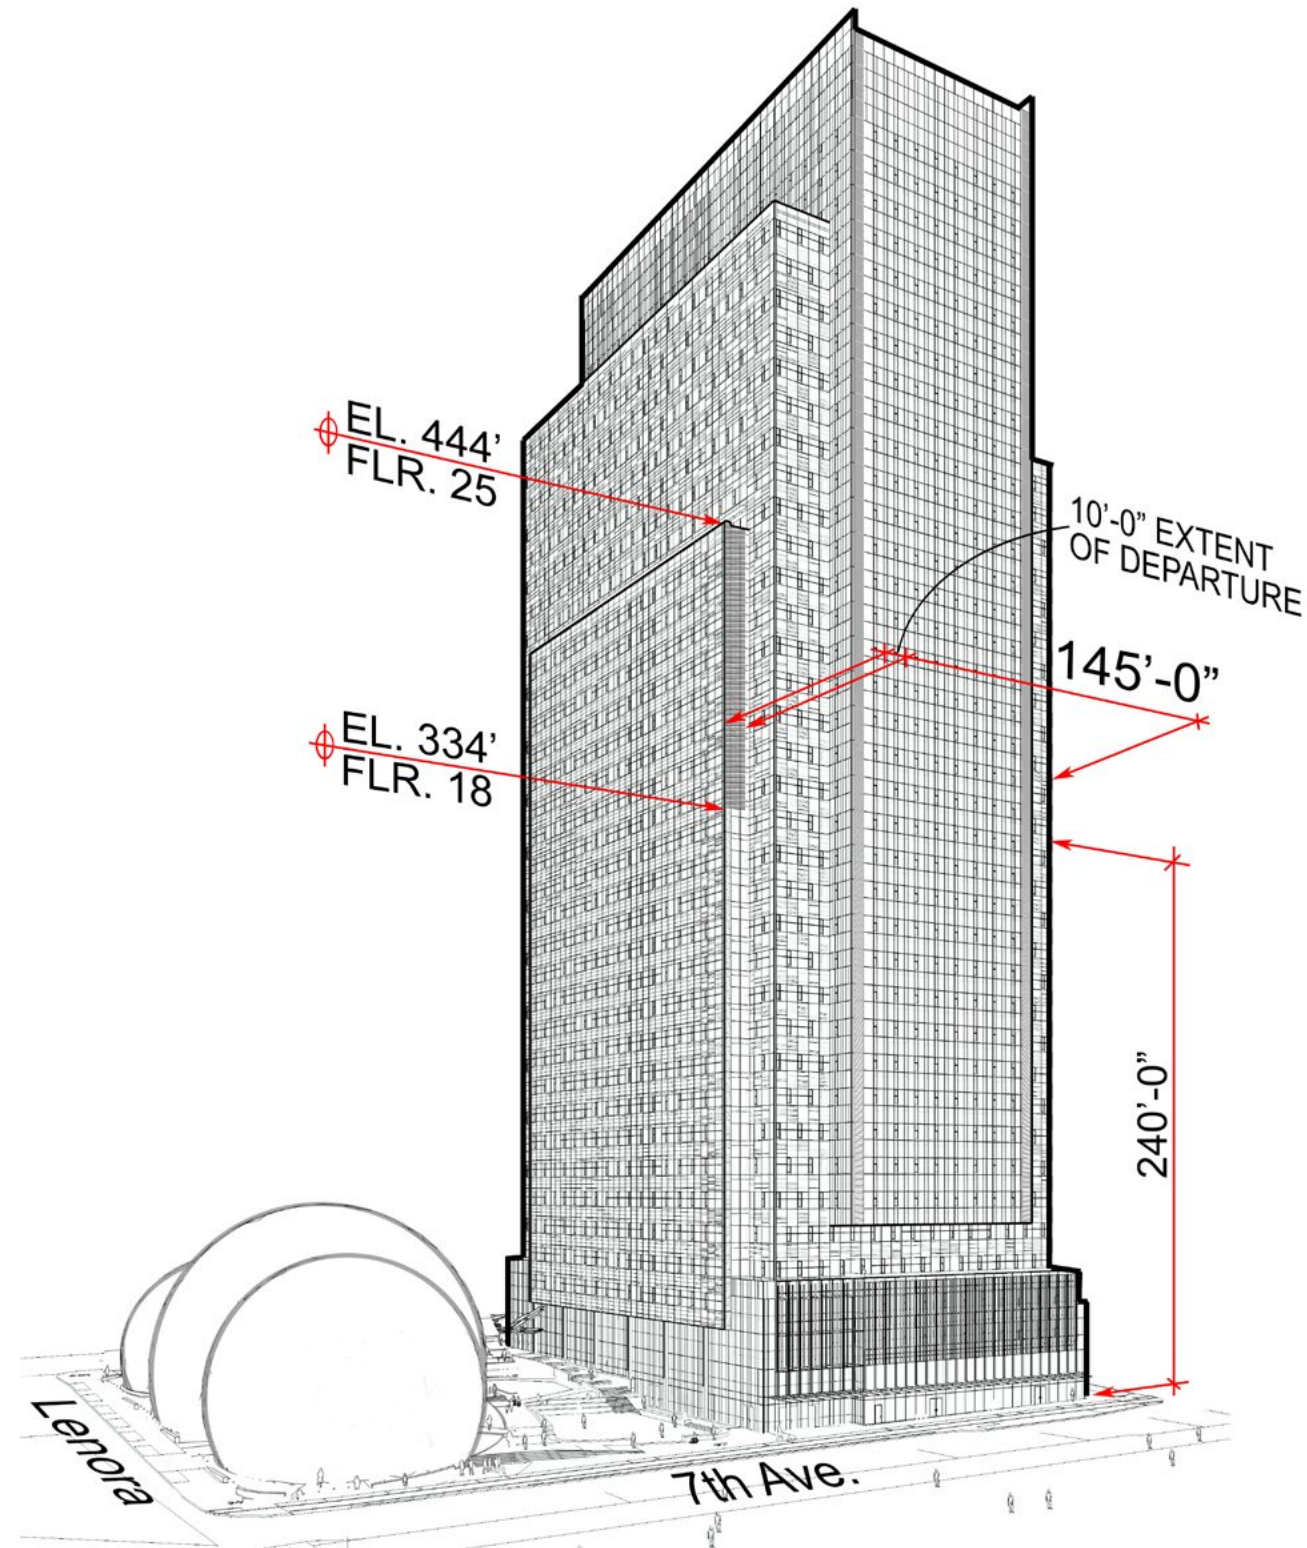 EL. 444’
FLR. 25
10’-0” EXTENT
OF DEPARTURE
145’-0”
EL. 334’
FLR. 18
240’-0”
Lenora
7th Ave.